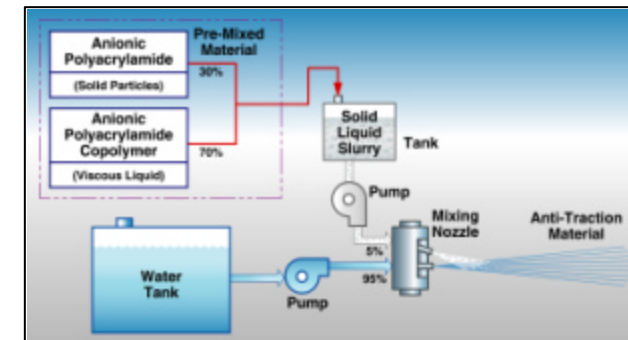 Anionic
Polyacrylamide
(Solid Particles)
Pre-Mixed
Material
30%
Anionic
Polyacrylamide
Copolymer
(Viscous Liquid)
70%
Solid
Liquid
Slurry
Tank
Pump
Mixing
Nozzle
Anti-Traction
Material
5%
95%
Water
Tank
Pump